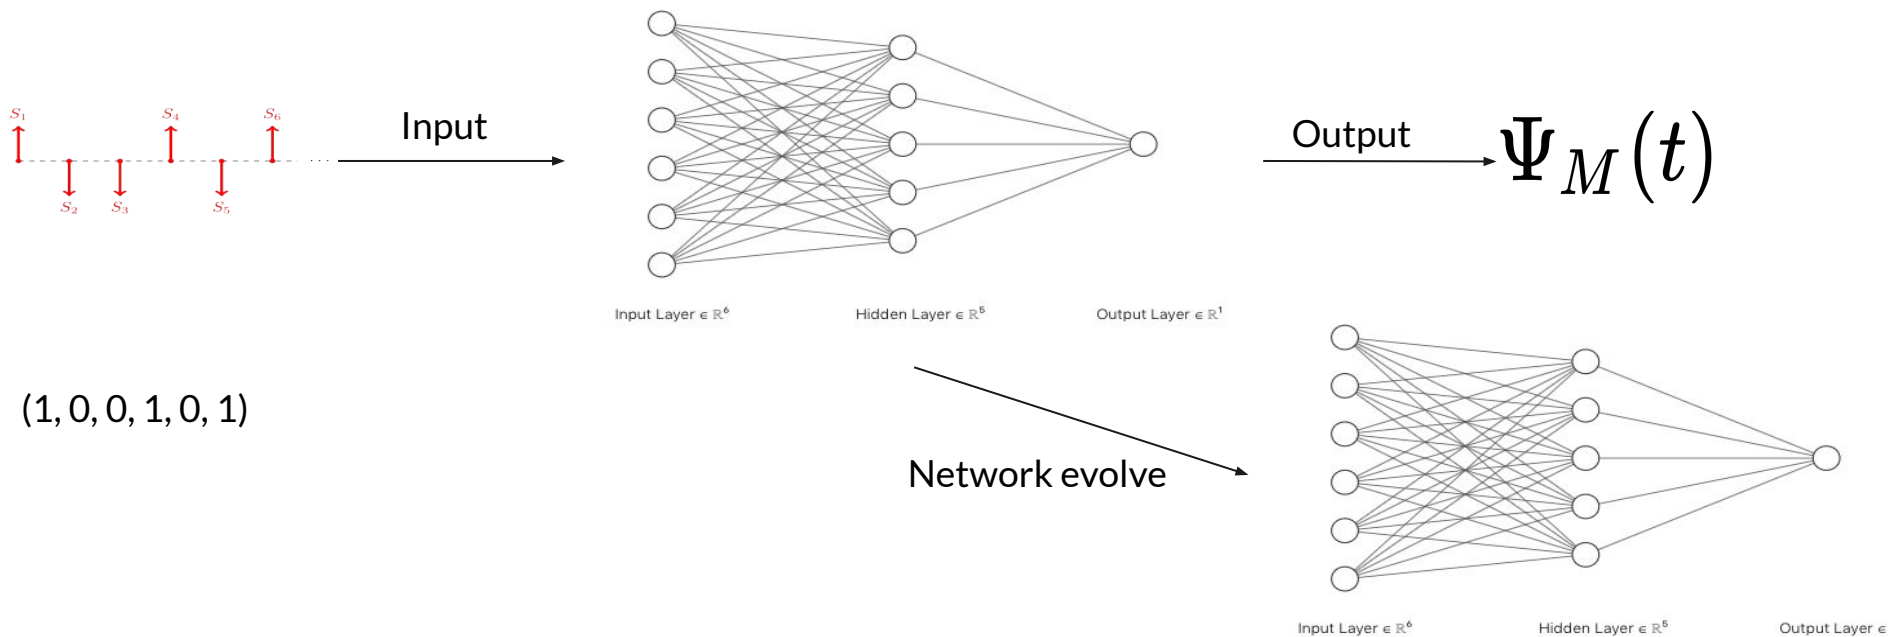 S₁
S₄
S₆
S₂
S₃
S₅
...
Input
Output
Ψ_M(t)
Input Layer ∈ ℝ⁶
Hidden Layer ∈ ℝ⁵
Output Layer ∈ ℝ¹
(1, 0, 0, 1, 0, 1)
Network evolve
Input Layer ∈ ℝ⁶
Hidden Layer ∈ ℝ⁵
Output Layer ∈